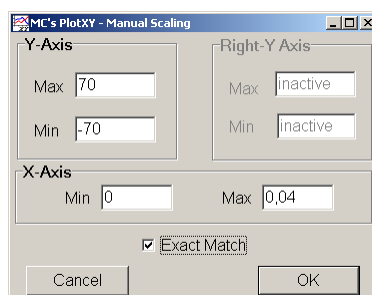 MC's PlotXY - Manual Scaling
Y-Axis
Right-Y Axis
Max 70
Max inactive
Min -70
Min inactive
X-Axis
Min 0 Max 0,04
Exact Match
Cancel OK